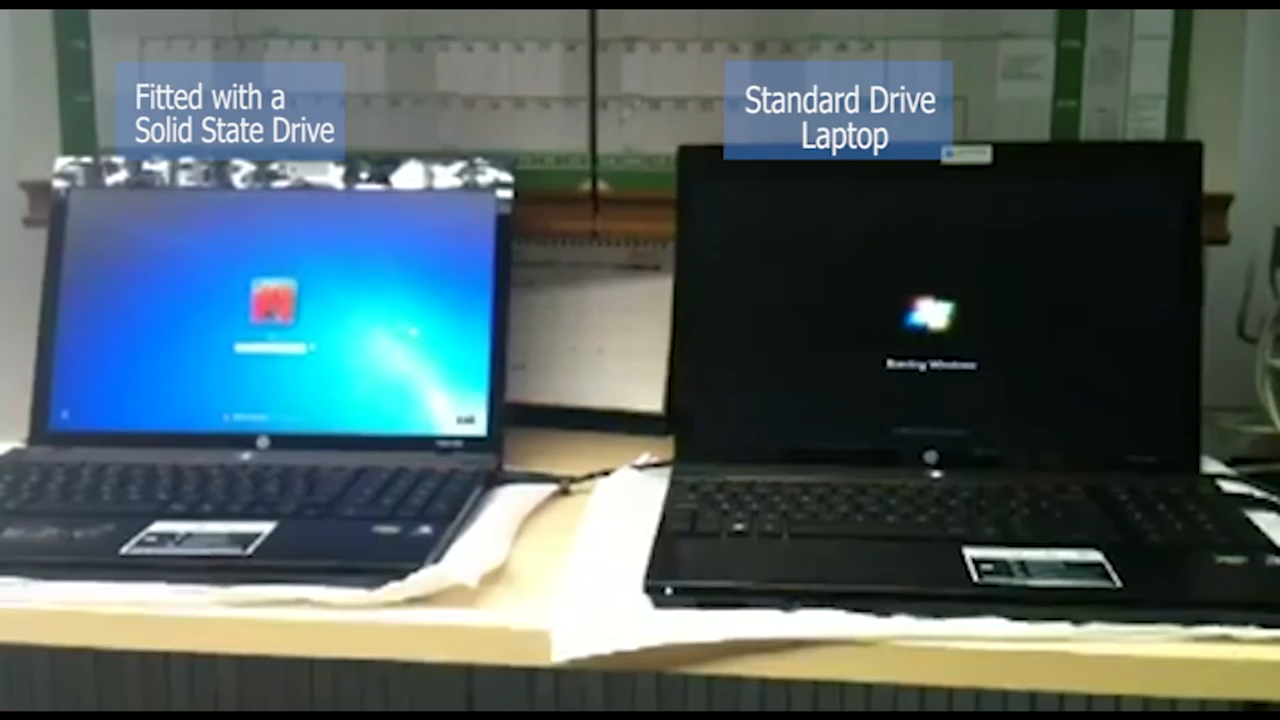 Fitted with a
Solid State Drive
Standard Drive
Laptop
Starting Windows